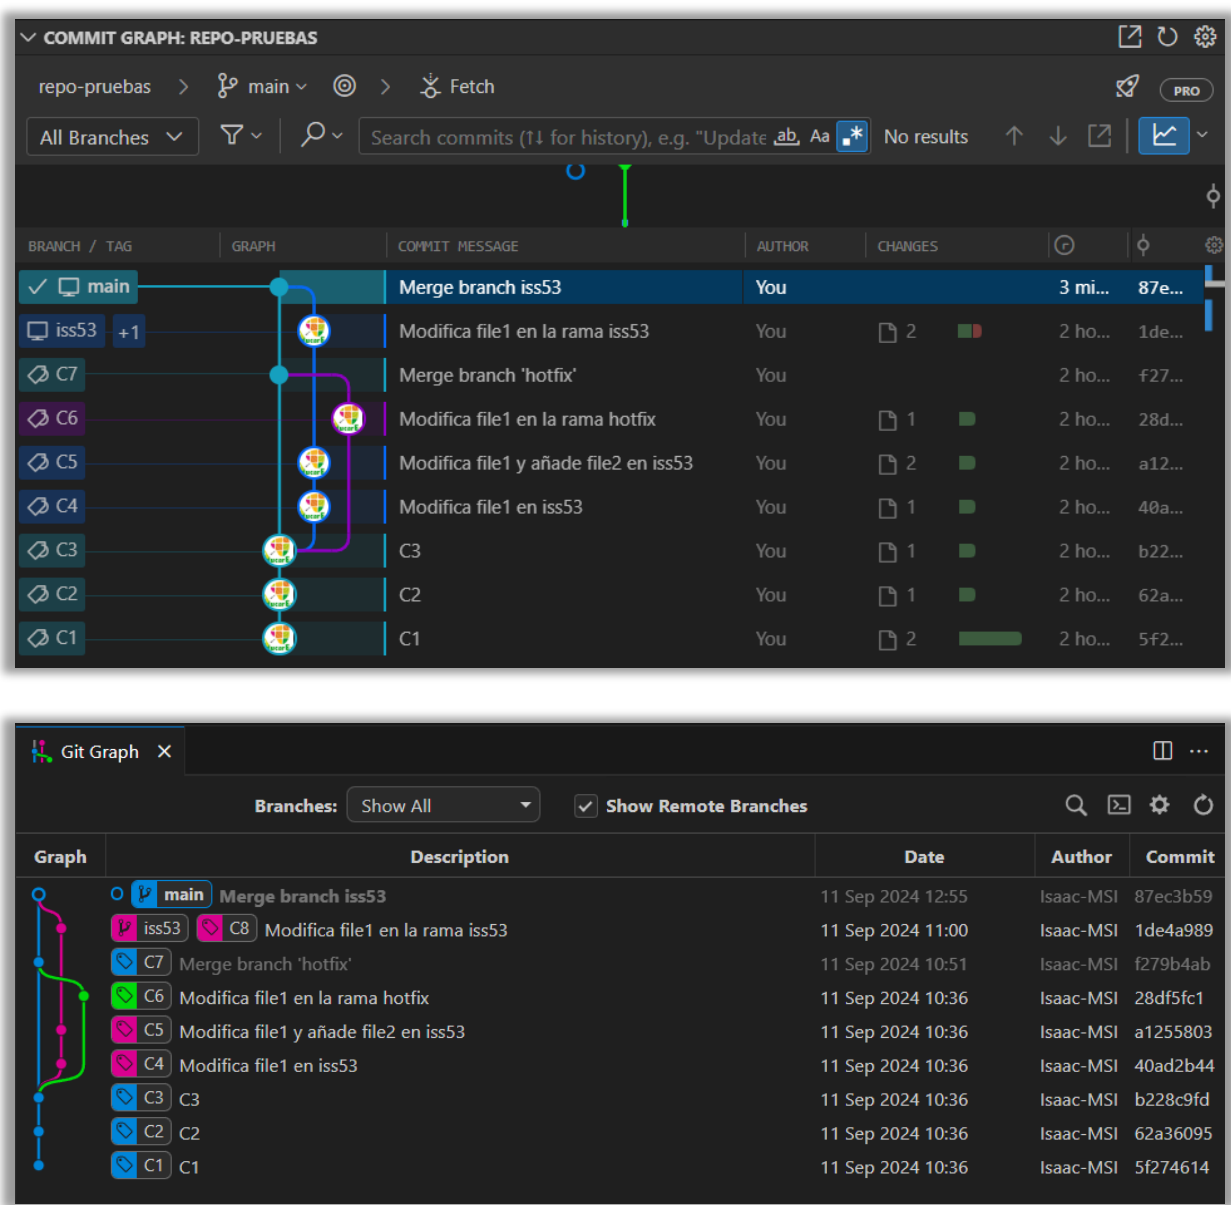 COMMIT GRAPH: REPO-PRUEBAS
repo-pruebas > main > Fetch PRO
All Branches Search commits (↑↓ for history), e.g. "Update ab, Aa .* No results
BRANCH / TAG GRAPH COMMIT MESSAGE AUTHOR CHANGES
main Merge branch iss53 You 3 mi... 87e...
iss53 +1 Modifica file1 en la rama iss53 You 2 2 ho... 1de...
C7 Merge branch 'hotfix' You 2 ho... f27...
C6 Modifica file1 en la rama hotfix You 1 2 ho... 28d...
C5 Modifica file1 y añade file2 en iss53 You 2 2 ho... a12...
C4 Modifica file1 en iss53 You 1 2 ho... 40a...
C3 C3 You 1 2 ho... b22...
C2 C2 You 1 2 ho... 62a...
C1 C1 You 2 2 ho... 5f2...
Git Graph
Branches: Show All Show Remote Branches
Graph Description Date Author Commit
main Merge branch iss53 11 Sep 2024 12:55 Isaac-MSI 87ec3b59
iss53 C8 Modifica file1 en la rama iss53 11 Sep 2024 11:00 Isaac-MSI 1de4a989
C7 Merge branch 'hotfix' 11 Sep 2024 10:51 Isaac-MSI f279b4ab
C6 Modifica file1 en la rama hotfix 11 Sep 2024 10:36 Isaac-MSI 28df5fc1
C5 Modifica file1 y añade file2 en iss53 11 Sep 2024 10:36 Isaac-MSI a1255803
C4 Modifica file1 en iss53 11 Sep 2024 10:36 Isaac-MSI 40ad2b44
C3 C3 11 Sep 2024 10:36 Isaac-MSI b228c9fd
C2 C2 11 Sep 2024 10:36 Isaac-MSI 62a36095
C1 C1 11 Sep 2024 10:36 Isaac-MSI 5f274614